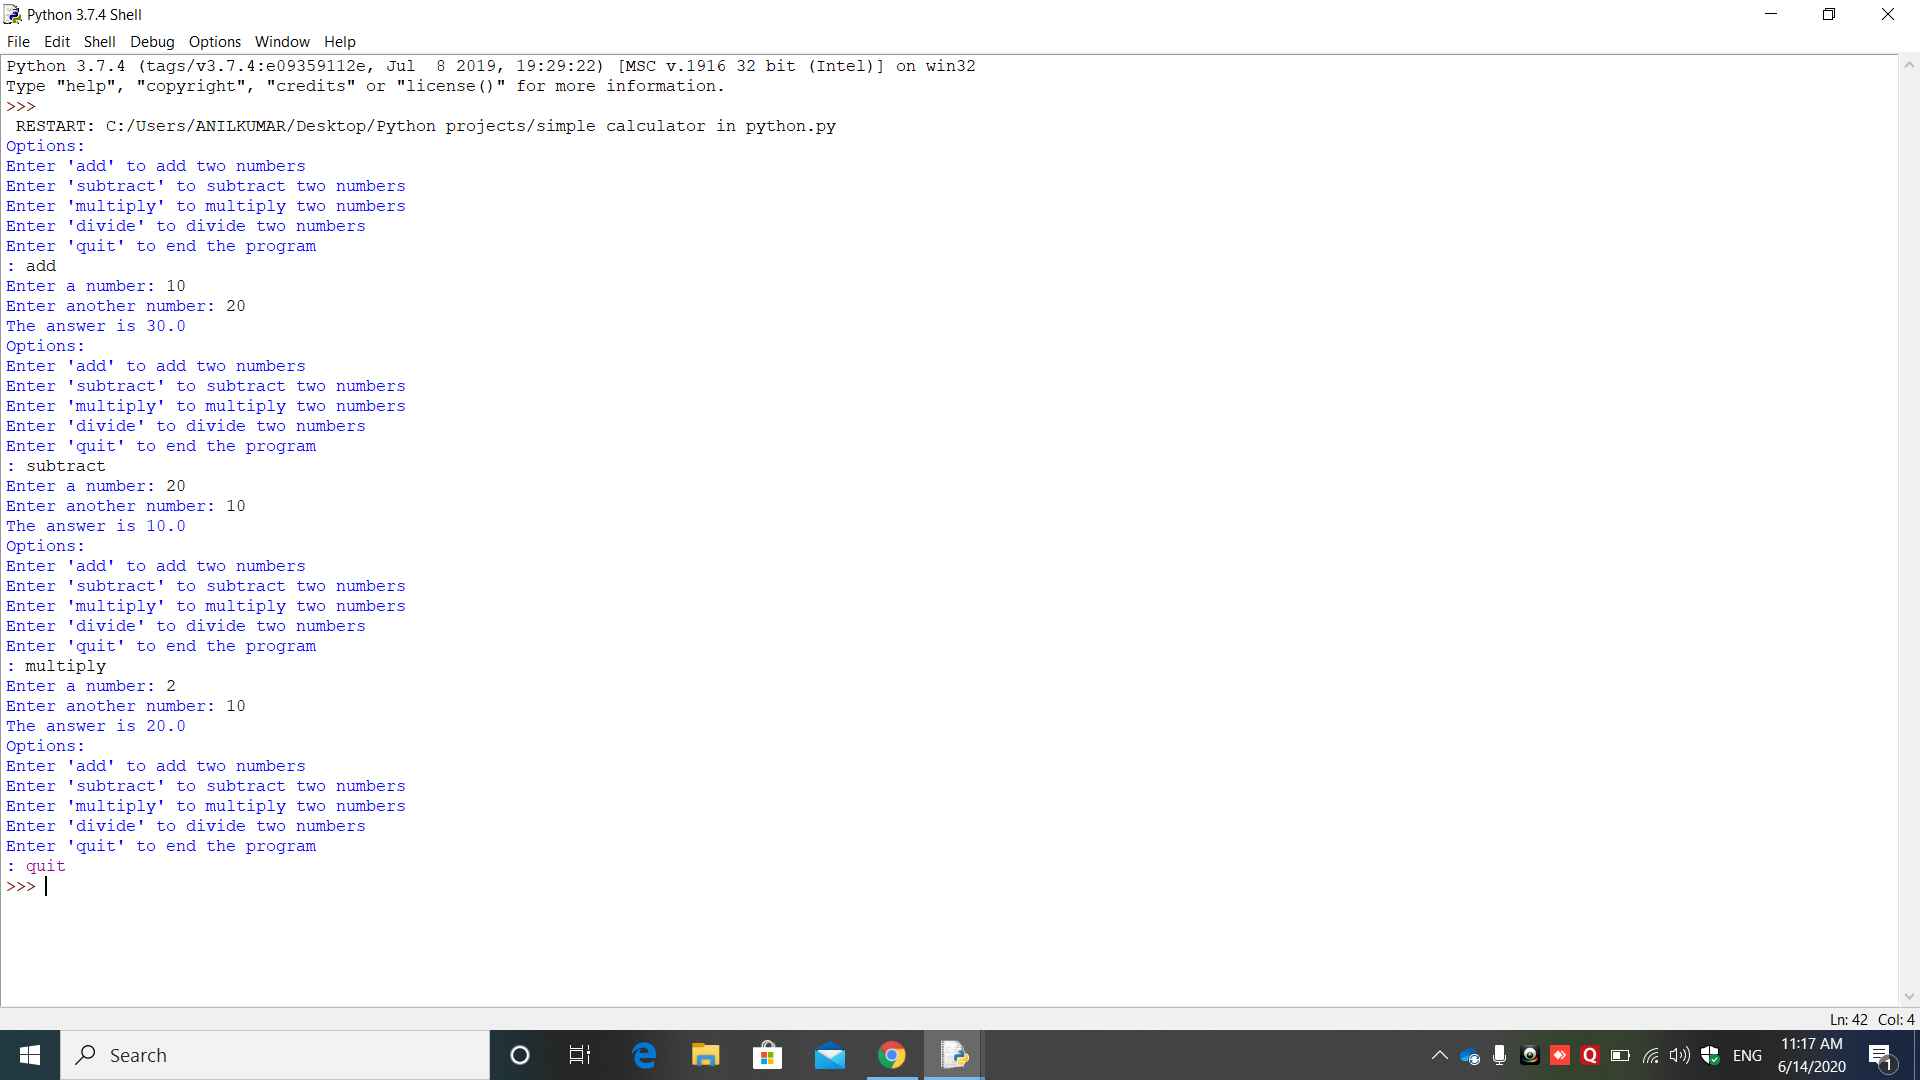 Python 3.7.4 Shell
File Edit Shell Debug Options Window Help
Python 3.7.4 (tags/v3.7.4:e09359112e, Jul  8 2019, 19:29:22) [MSC v.1916 32 bit (Intel)] on win32
Type "help", "copyright", "credits" or "license()" for more information.
>>>
 RESTART: C:/Users/ANILKUMAR/Desktop/Python projects/simple calculator in python.py
Options:
Enter 'add' to add two numbers
Enter 'subtract' to subtract two numbers
Enter 'multiply' to multiply two numbers
Enter 'divide' to divide two numbers
Enter 'quit' to end the program
: add
Enter a number: 10
Enter another number: 20
The answer is 30.0
Options:
Enter 'add' to add two numbers
Enter 'subtract' to subtract two numbers
Enter 'multiply' to multiply two numbers
Enter 'divide' to divide two numbers
Enter 'quit' to end the program
: subtract
Enter a number: 20
Enter another number: 10
The answer is 10.0
Options:
Enter 'add' to add two numbers
Enter 'subtract' to subtract two numbers
Enter 'multiply' to multiply two numbers
Enter 'divide' to divide two numbers
Enter 'quit' to end the program
: multiply
Enter a number: 2
Enter another number: 10
The answer is 20.0
Options:
Enter 'add' to add two numbers
Enter 'subtract' to subtract two numbers
Enter 'multiply' to multiply two numbers
Enter 'divide' to divide two numbers
Enter 'quit' to end the program
: quit
>>>
Ln: 42 Col: 4
Search
Q
ENG
11:17 AM
6/14/2020
1